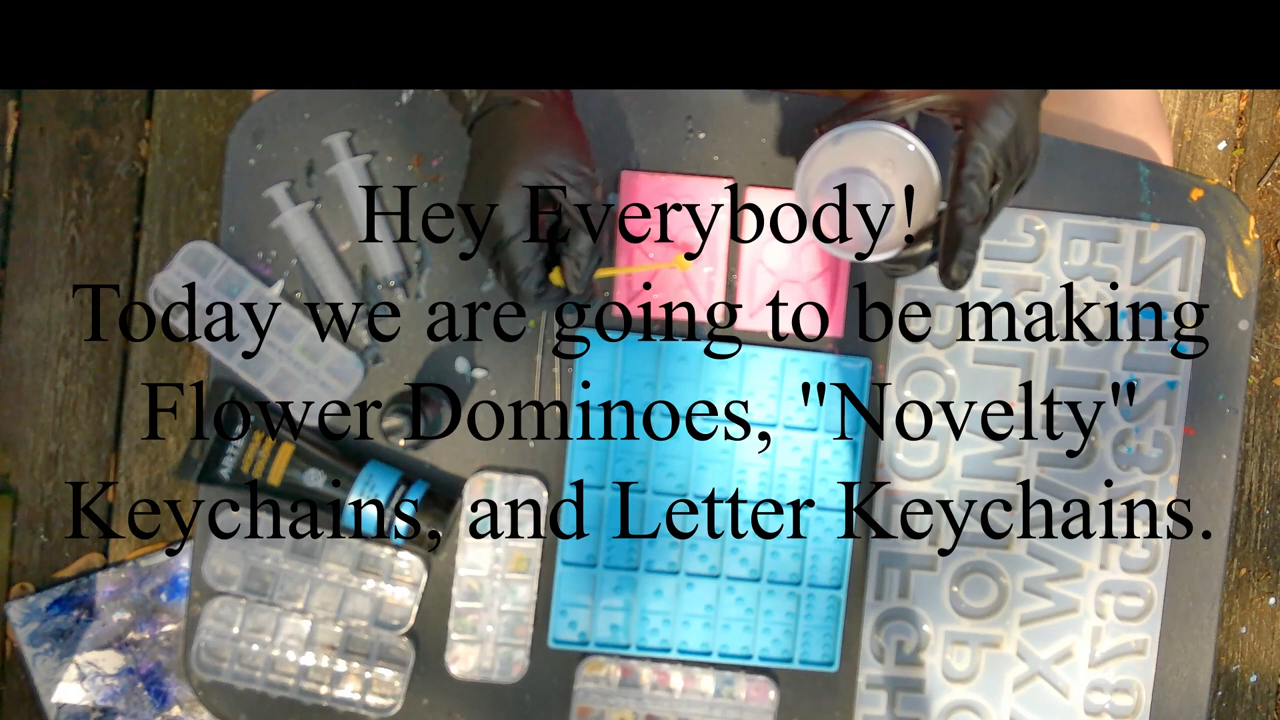 Hey Everybody!
Today we are going to be making
Flower Dominoes, "Novelty"
Keychains, and Letter Keychains.